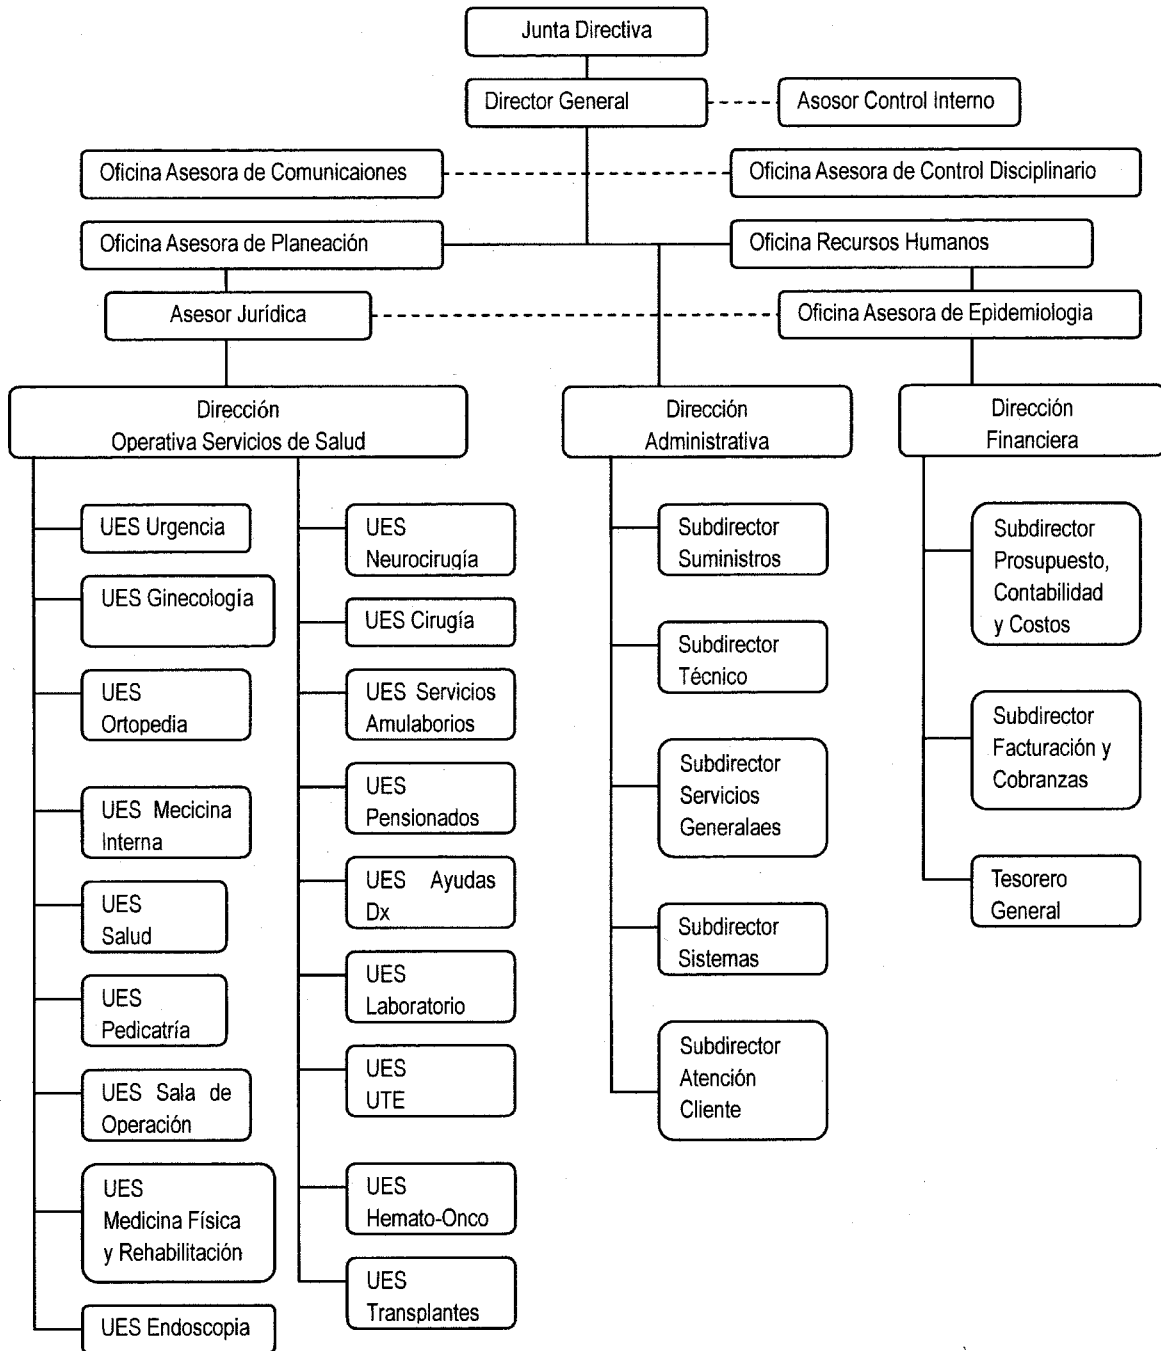 Junta Directiva
Director General
Asosor Control Interno
Oficina Asesora de Comunicaiones
Oficina Asesora de Control Disciplinario
Oficina Asesora de Planeación
Oficina Recursos Humanos
Asesor Jurídica
Oficina Asesora de Epidemiologia
Dirección
Operativa Servicios de Salud
Dirección
Administrativa
Dirección
Financiera
UES Urgencia
UES Ginecología
UES
Ortopedia
UES Mecicina
Interna
UES
Salud
UES
Pedicatría
UES Sala de
Operación
UES
Medicina Física
y Rehabilitación
UES Endoscopia
UES
Neurocirugía
UES Cirugía
UES Servicios
Amulaborios
UES
Pensionados
UES Ayudas
Dx
UES
Laboratorio
UES
UTE
UES
Hemato-Onco
UES
Transplantes
Subdirector
Suministros
Subdirector
Técnico
Subdirector
Servicios
Generalaes
Subdirector
Sistemas
Subdirector
Atención
Cliente
Subdirector
Prosupuesto,
Contabilidad
y Costos
Subdirector
Facturación y
Cobranzas
Tesorero
General